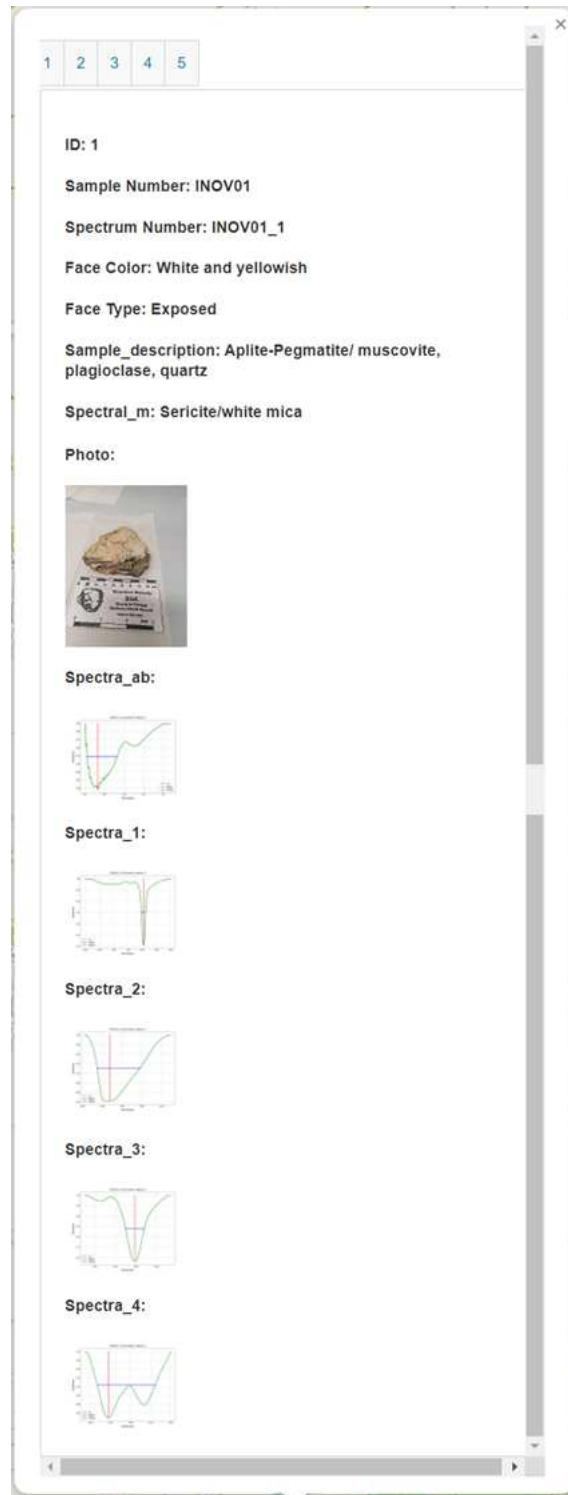 ×
1 2 3 4 5
ID: 1
Sample Number: INOV01
Spectrum Number: INOV01_1
Face Color: White and yellowish
Face Type: Exposed
Sample_description: Aplite-Pegmatite/ muscovite,
plagioclase, quartz
Spectral_m: Sericite/white mica
Photo:
Spectra_ab:
Spectra_1:
Spectra_2:
Spectra_3:
Spectra_4: